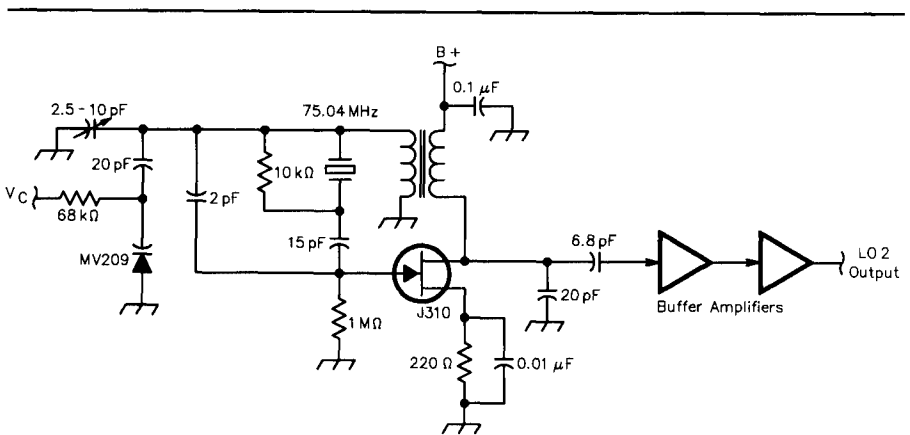 B+
0.1 µF
2.5-10 pF
75.04 MHz
20 pF
10 kΩ
2 pF
V C
68 kΩ
15 pF
MV209
6.8 pF
LO 2
Output
J310
20 pF
Buffer Amplifiers
1 MΩ
220 Ω
0.01 µF